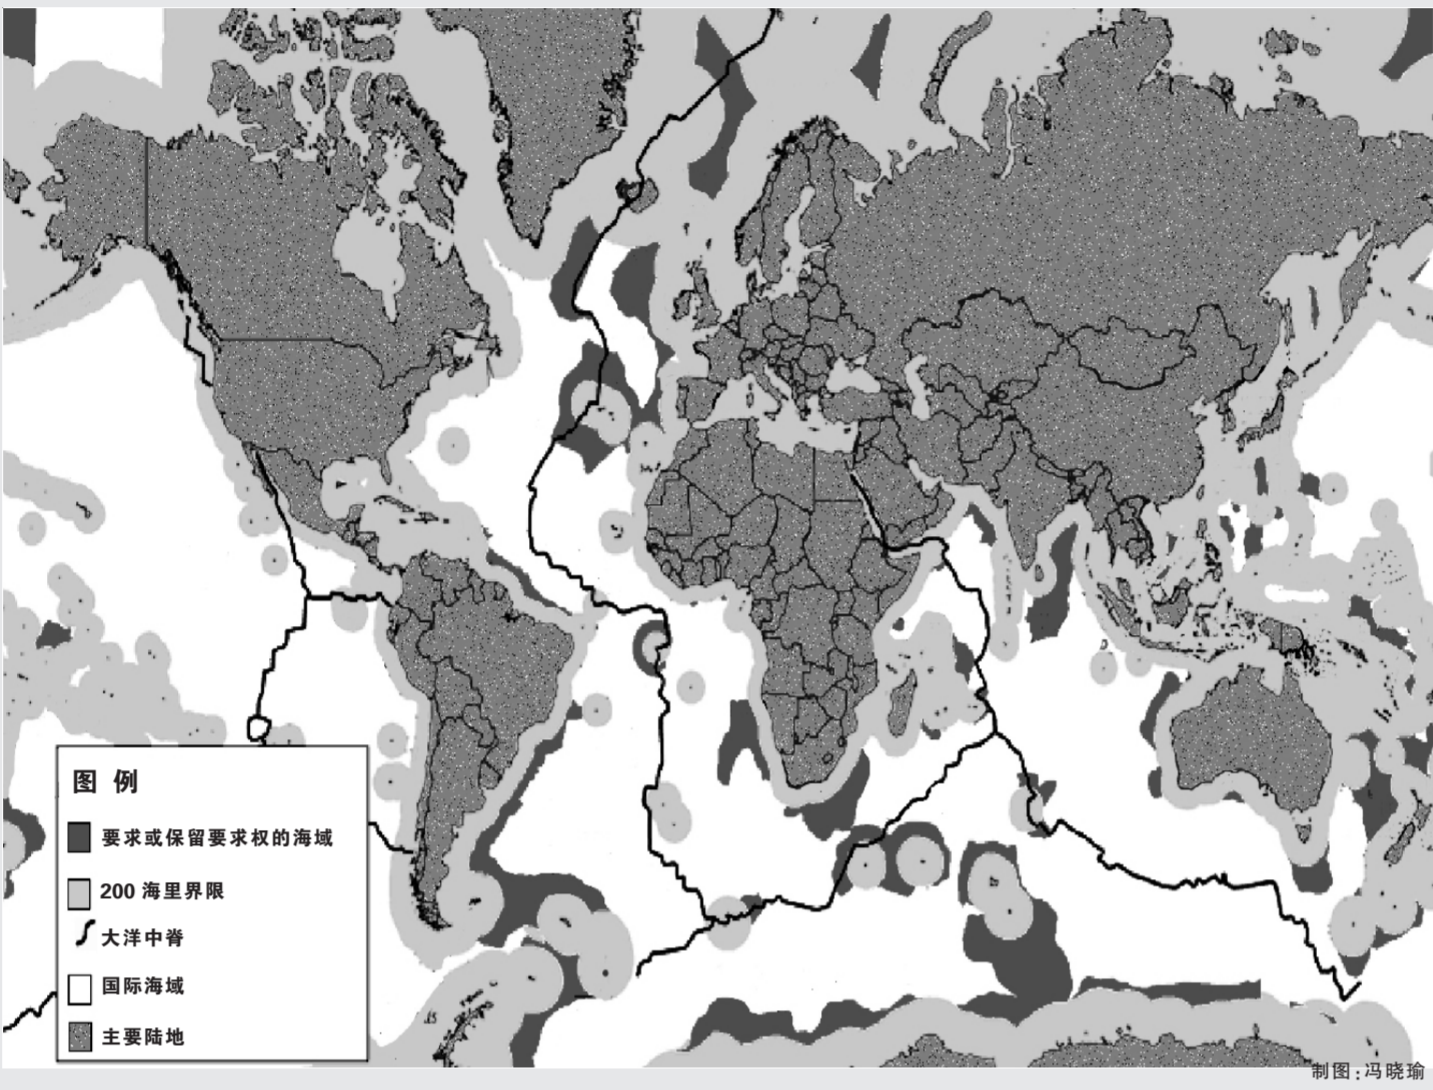 图 例
要求或保留要求权的海域
200 海里界限
大洋中脊
国际海域
主要陆地
制图:冯晓瑜